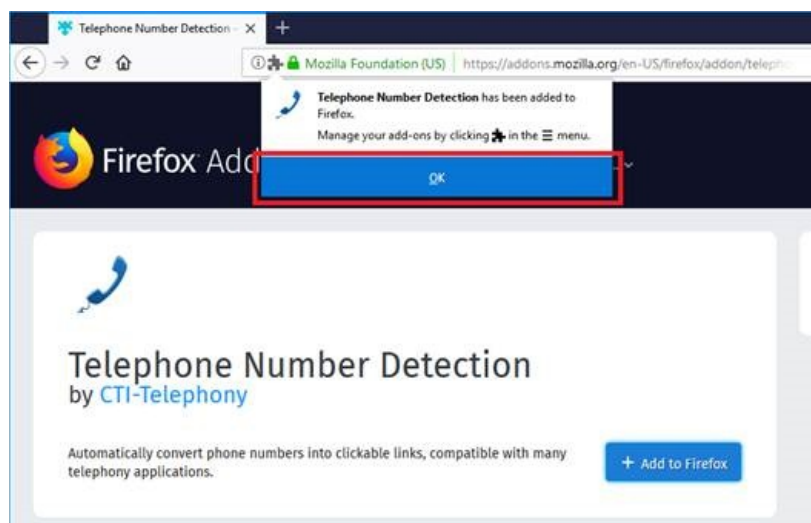 Telephone Number Detection -
Mozilla Foundation (US) https://addons.mozilla.org/en-US/firefox/addon/teleph
Telephone Number Detection has been added to
Firefox.
Manage your add-ons by clicking in the menu.
Firefox Add
OK
Telephone Number Detection
by CTI-Telephony
Automatically convert phone numbers into clickable links, compatible with many
telephony applications.
+ Add to Firefox